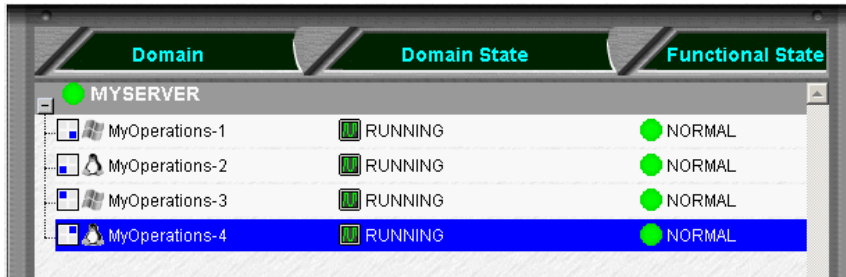 Domain Domain State Functional State
MYSERVER
MyOperations-1 RUNNING NORMAL
MyOperations-2 RUNNING NORMAL
MyOperations-3 RUNNING NORMAL
MyOperations-4 RUNNING NORMAL